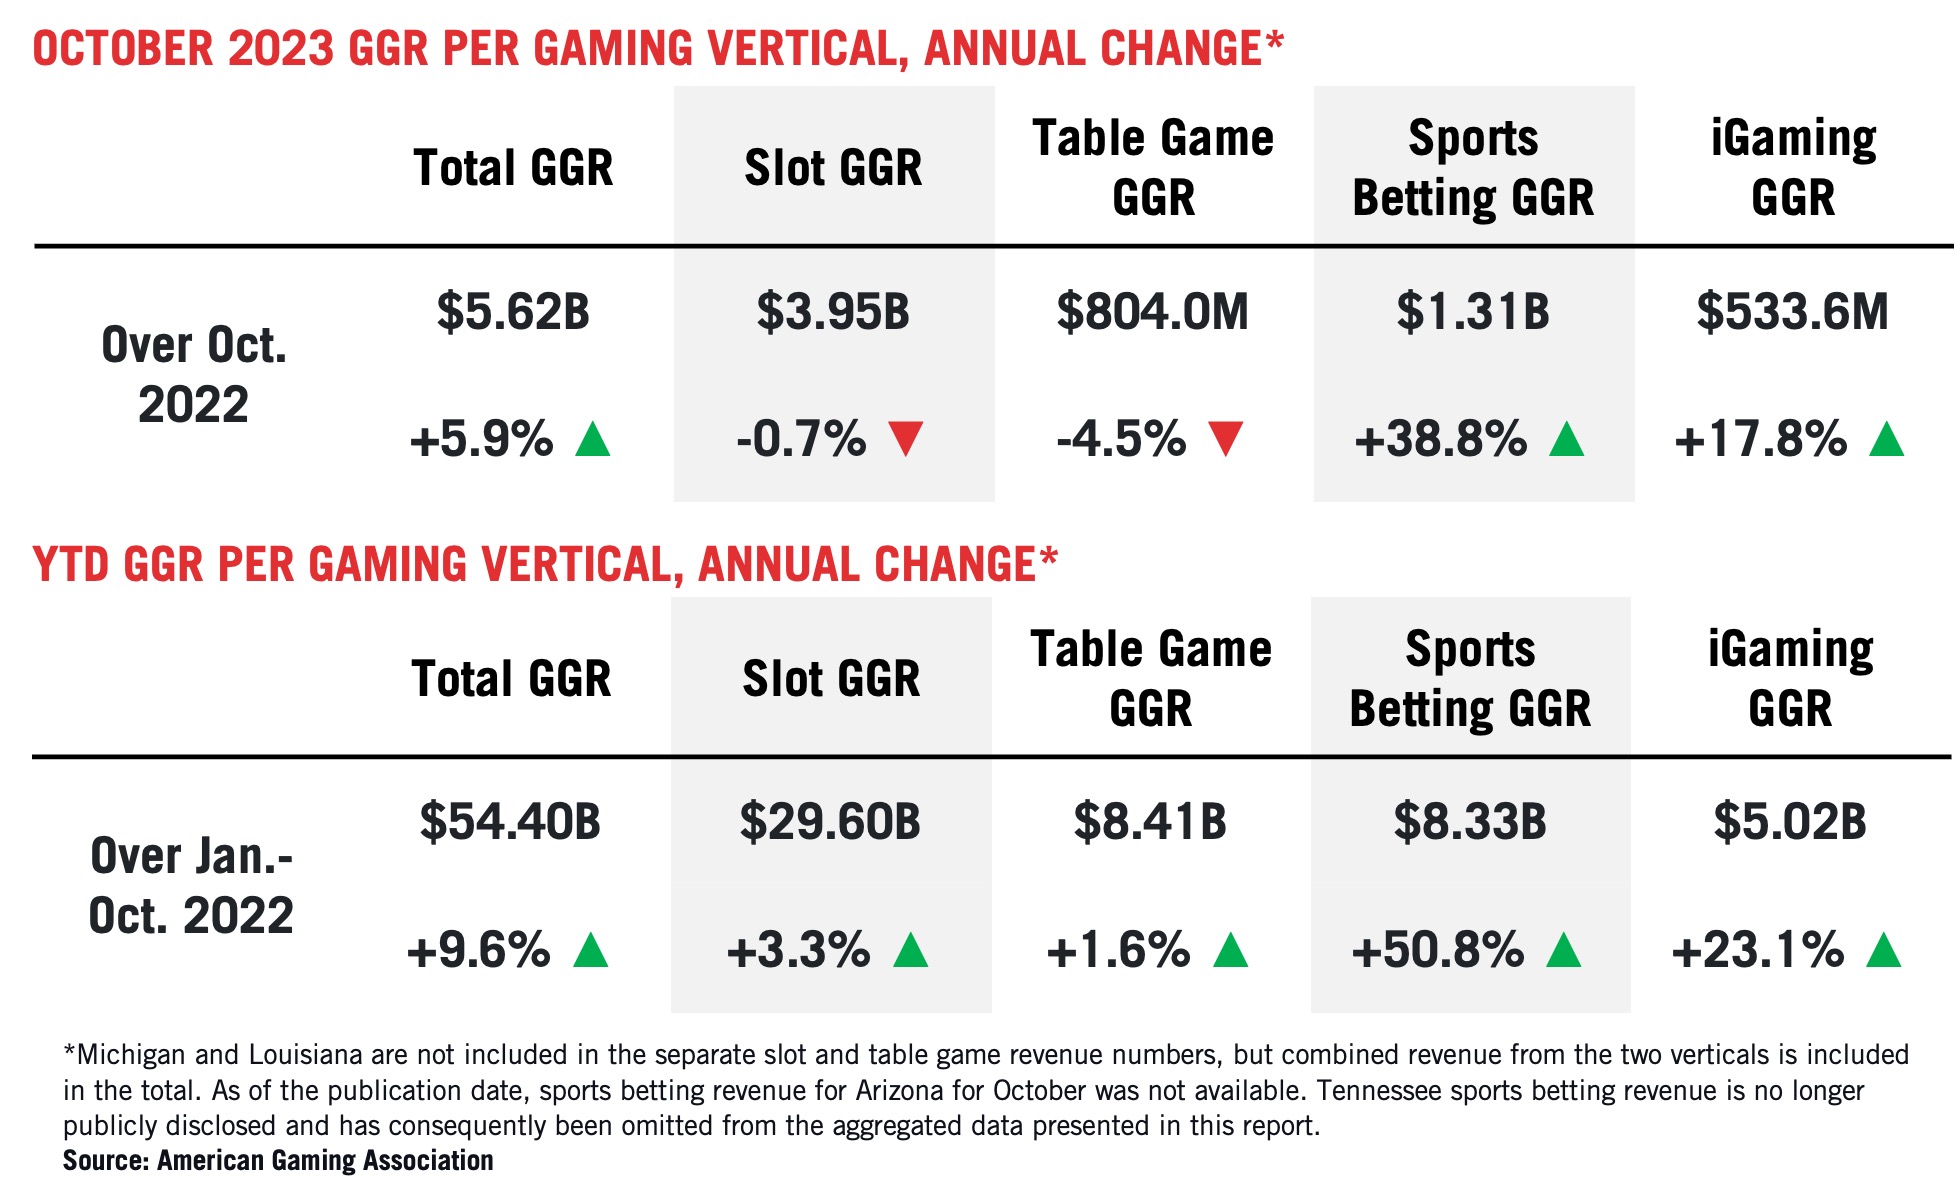 OCTOBER 2023 GGR PER GAMING VERTICAL, ANNUAL CHANGE*
Total GGR
Slot GGR
Table Game
GGR
Sports
Betting GGR
iGaming
GGR
Over Oct.
2022
$5.62B
$3.95B
$804.0M
$1.31B
$533.6M
+5.9% ▲
-0.7% ▼
-4.5% ▼
+38.8% ▲
+17.8% ▲
YTD GGR PER GAMING VERTICAL, ANNUAL CHANGE*
Total GGR
Slot GGR
Table Game
GGR
Sports
Betting GGR
iGaming
GGR
Over Jan.-
Oct. 2022
$54.40B
$29.60B
$8.41B
$8.33B
$5.02B
+9.6% ▲
+3.3% ▲
+1.6% ▲
+50.8% ▲
+23.1% ▲
*Michigan and Louisiana are not included in the separate slot and table game revenue numbers, but combined revenue from the two verticals is included
in the total. As of the publication date, sports betting revenue for Arizona for October was not available. Tennessee sports betting revenue is no longer
publicly disclosed and has consequently been omitted from the aggregated data presented in this report.
Source: American Gaming Association